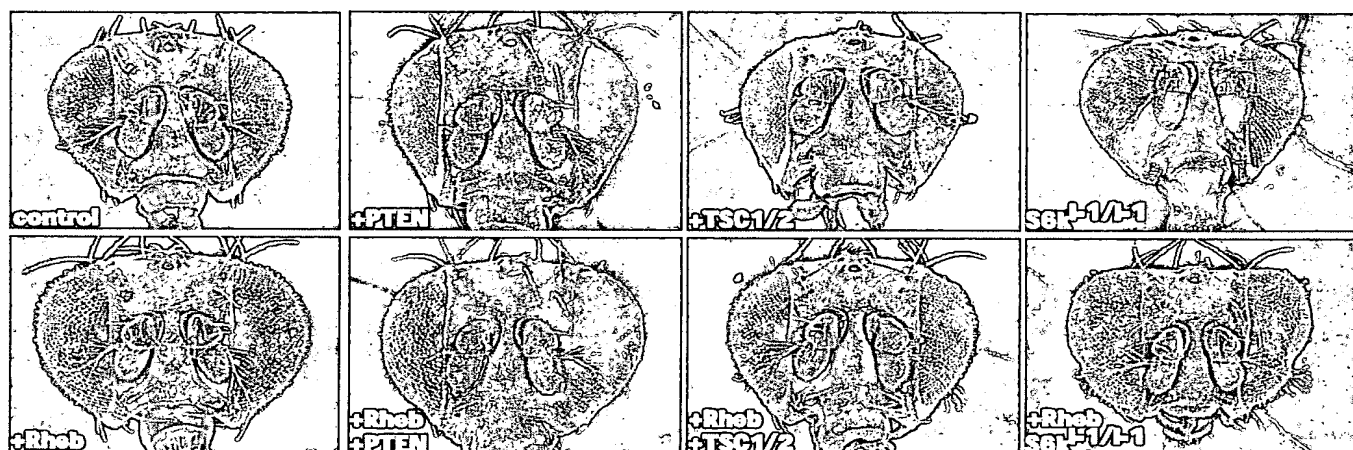 control
+PTEN
+TSC1/2
S6k^l-1/l-1
+Rheb
+Rheb
+PTEN
+Rheb
+TSC1/2
+Rheb
S6k^l-1/l-1